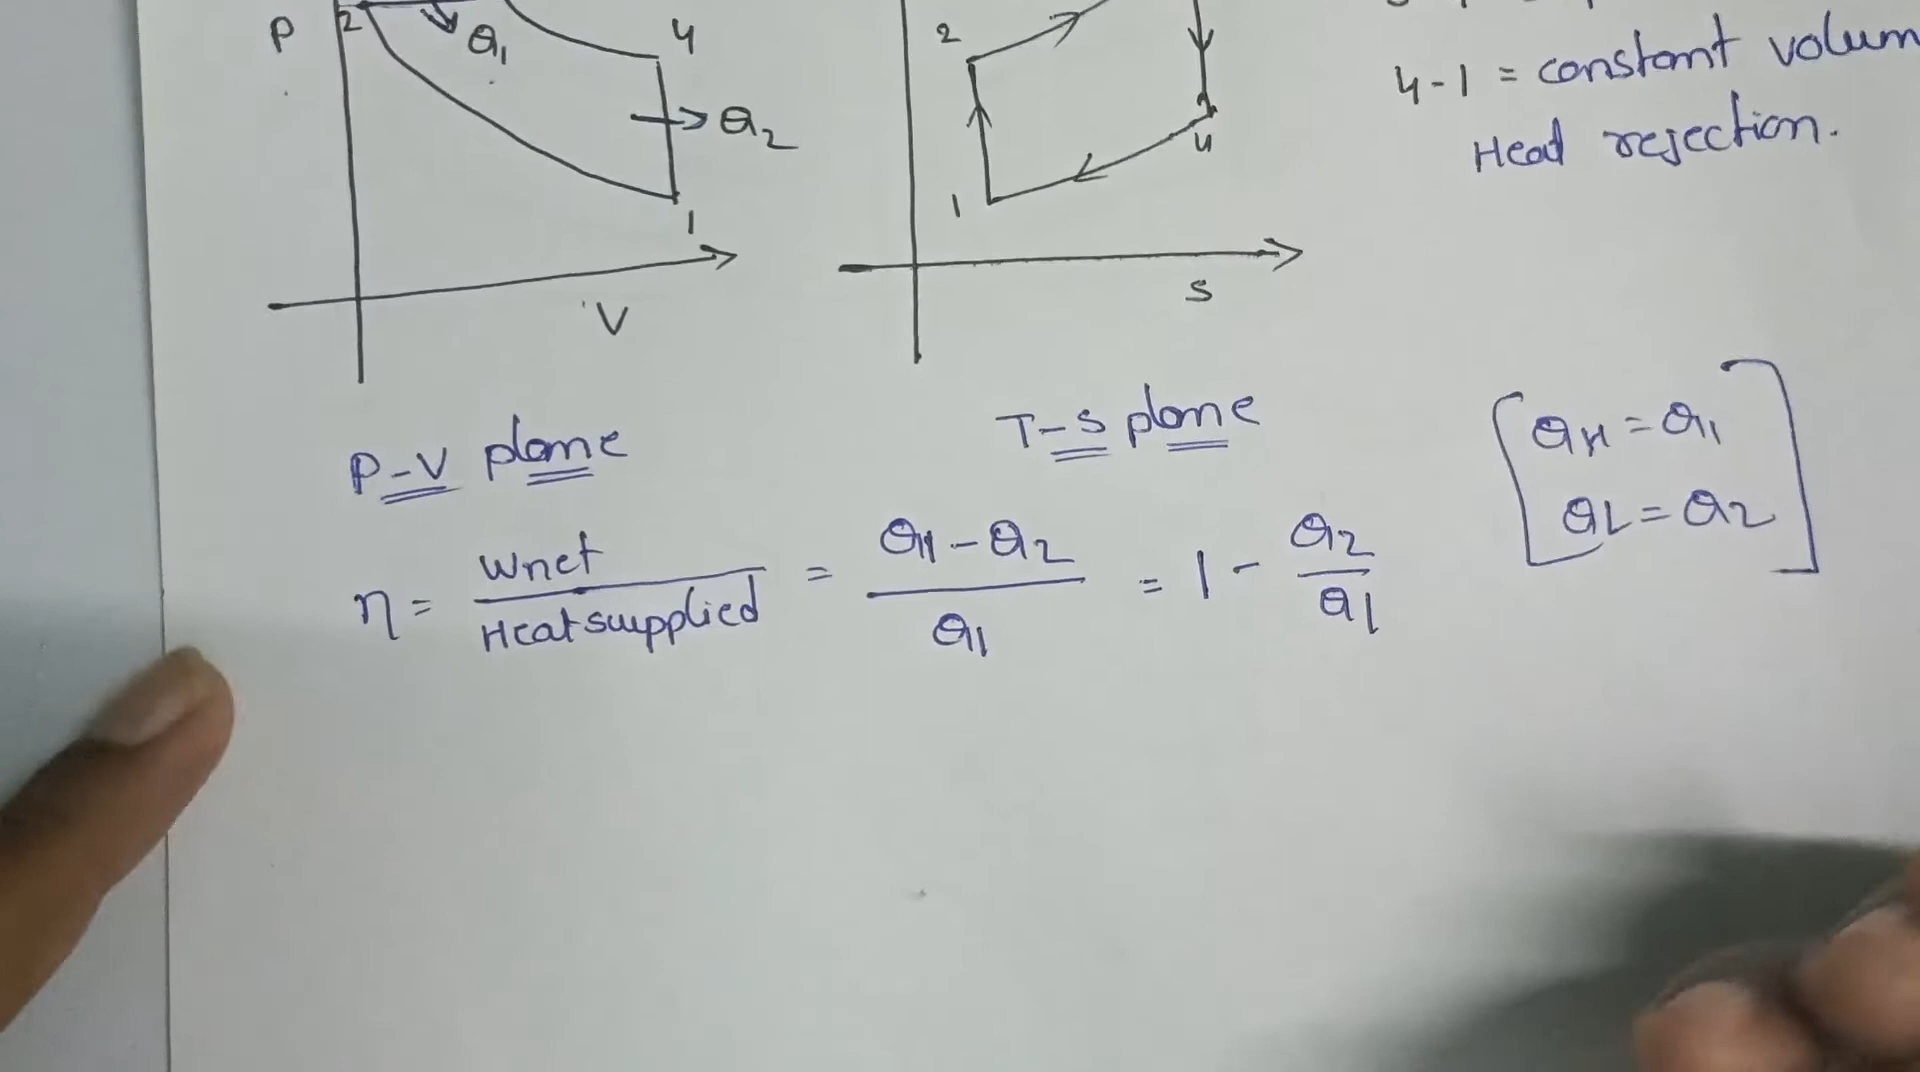 P
2
Q1
4
Q2
1
V
2
4
1
S
4-1 = constant volum
Head rejection.
P-V plane
T-S plane
QH = Q1
QL = Q2
η = Wnet / Heat supplied = Q1 - Q2 / Q1 = 1 - Q2 / Q1